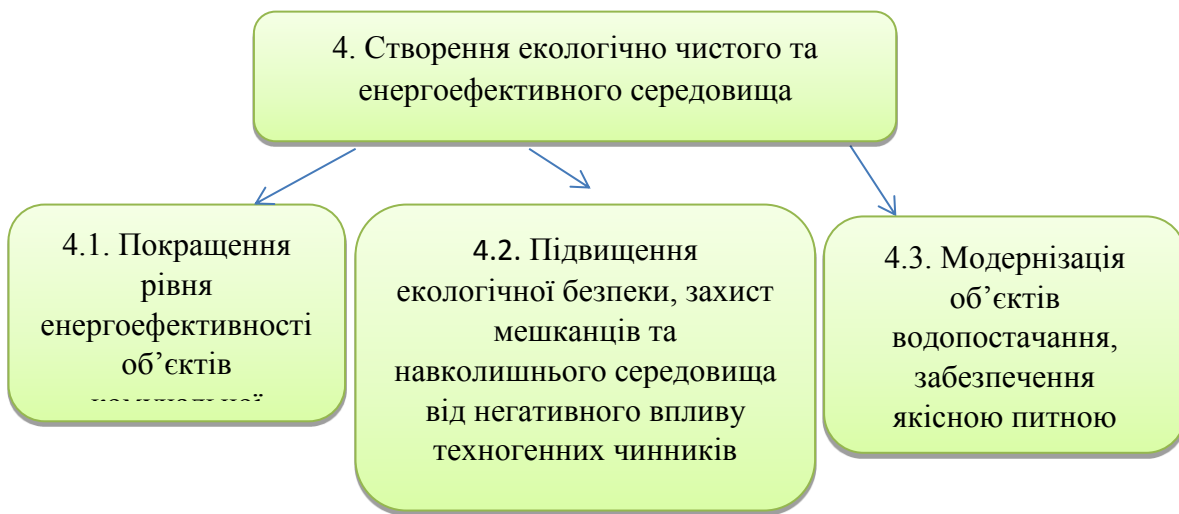 4. Створення екологічно чистого та
енергоефективного середовища
4.1. Покращення
рівня
енергоефективності
об’єктів
4.2. Підвищення
екологічної безпеки, захист
мешканців та
навколишнього середовища
від негативного впливу
техногенних чинників
4.3. Модернізація
об’єктів
водопостачання,
забезпечення
якісною питною